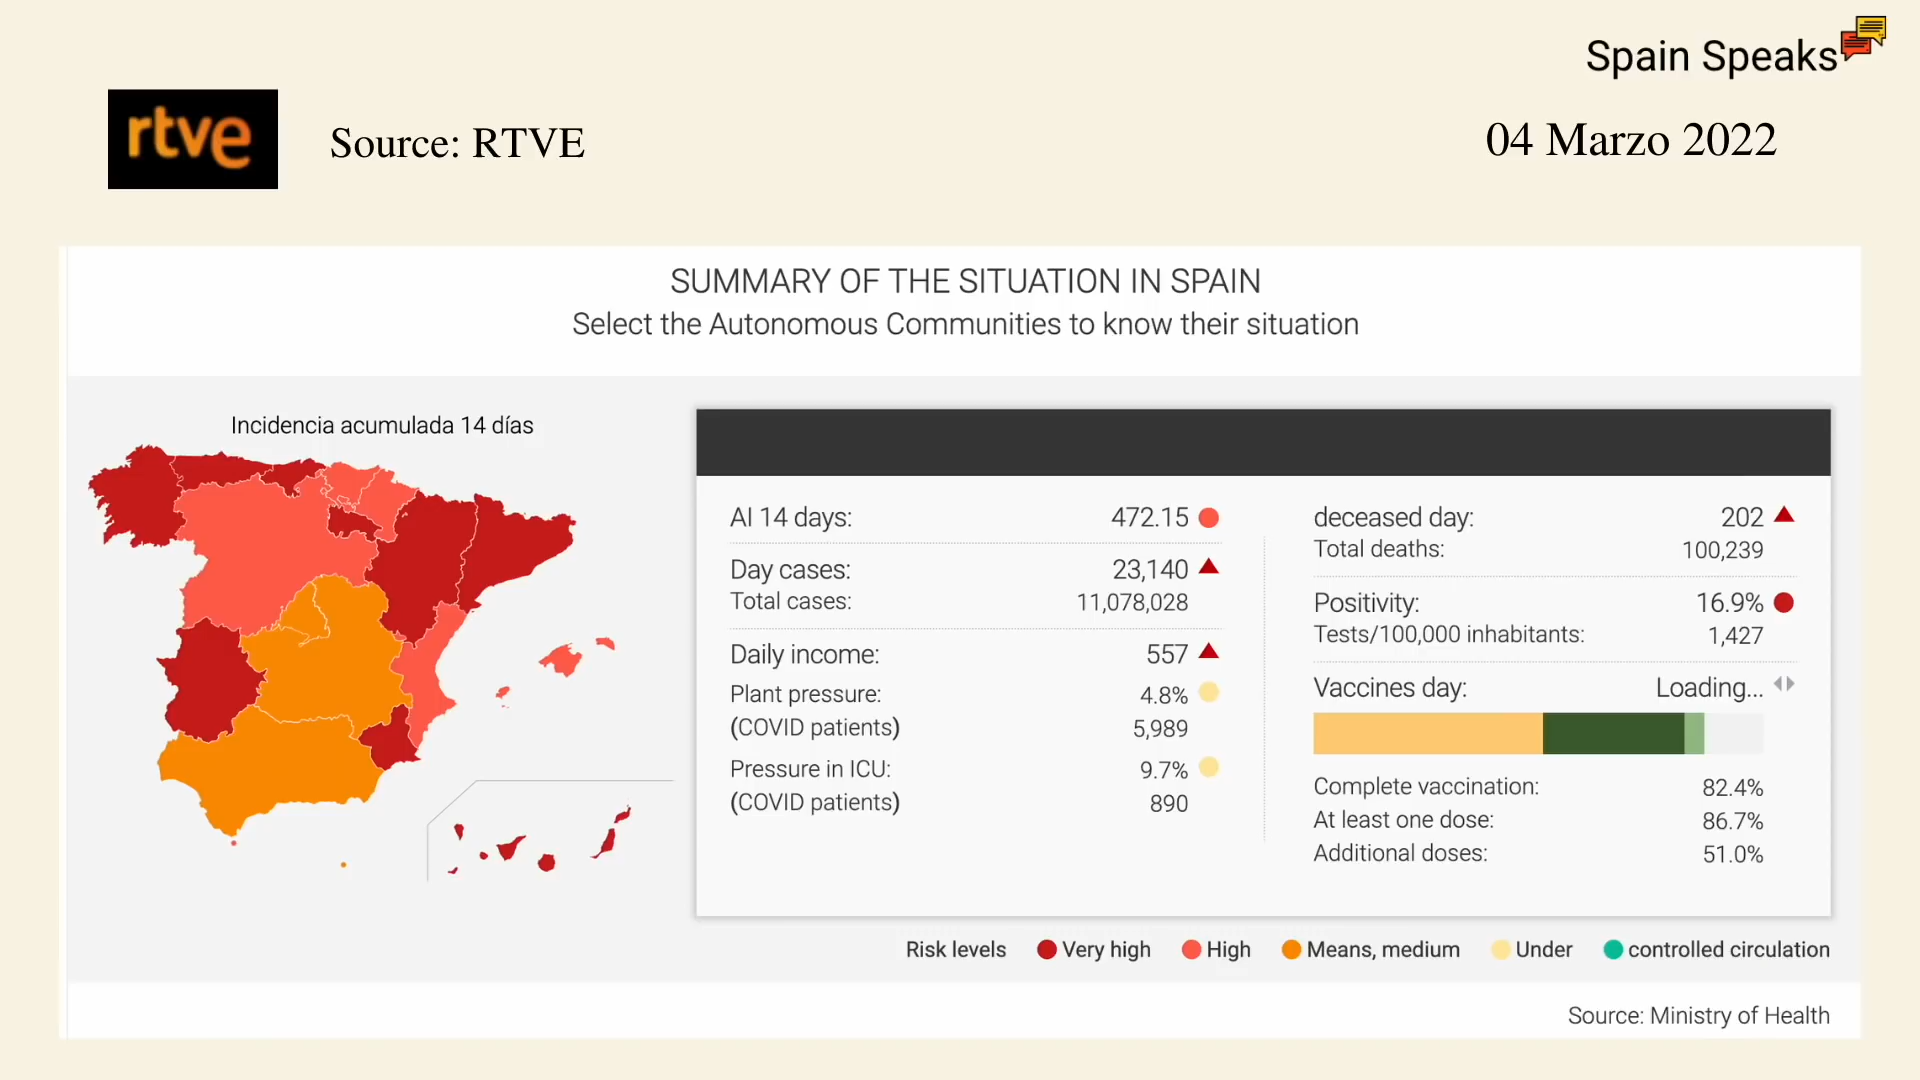 Spain Speaks
rtve
Source: RTVE
04 Marzo 2022
SUMMARY OF THE SITUATION IN SPAIN
Select the Autonomous Communities to know their situation
Incidencia acumulada 14 días
AI 14 days: 472.15
Day cases: 23,140
Total cases: 11,078,028
Daily income: 557
Plant pressure: 4.8%
(COVID patients) 5,989
Pressure in ICU: 9.7%
(COVID patients) 890
deceased day: 202
Total deaths: 100,239
Positivity: 16.9%
Tests/100,000 inhabitants: 1,427
Vaccines day: Loading...
Complete vaccination: 82.4%
At least one dose: 86.7%
Additional doses: 51.0%
Risk levels Very high High Means, medium Under controlled circulation
Source: Ministry of Health